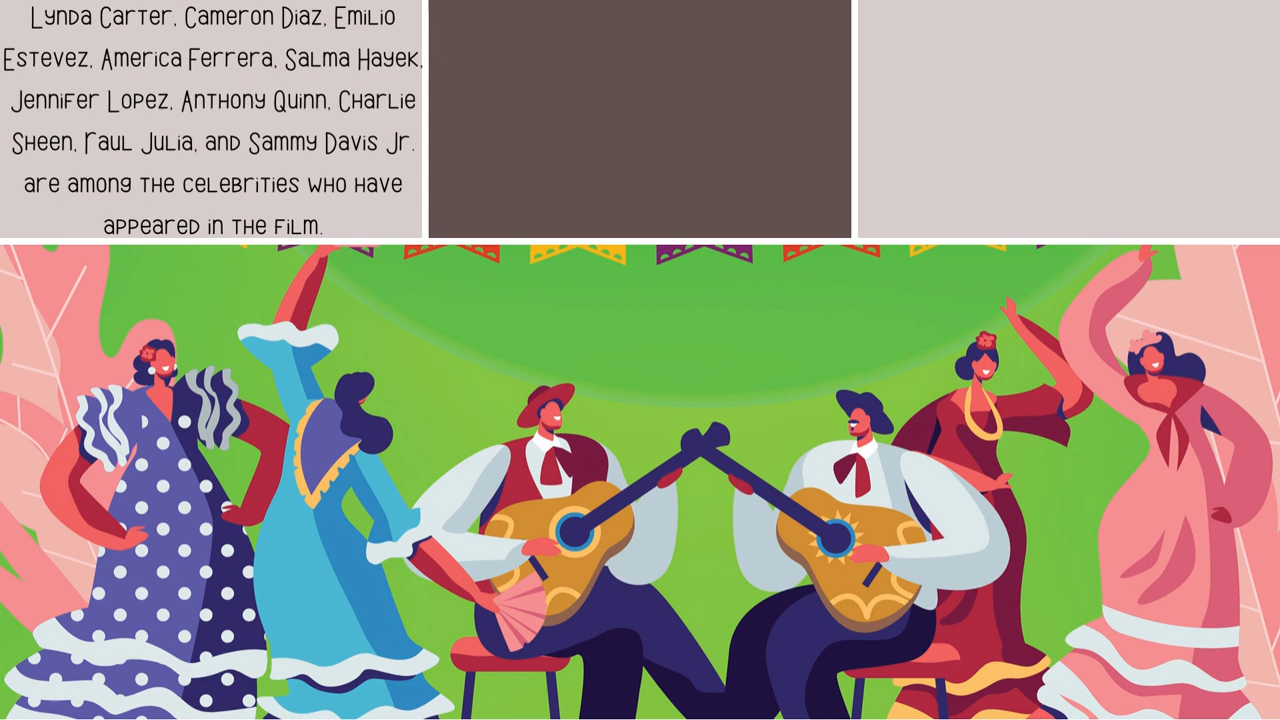 Lynda Carter, Cameron Diaz, Emilio
Estevez, America Ferrera, Salma Hayek,
Jennifer Lopez, Anthony Quinn, Charlie
Sheen, Raul Julia, and Sammy Davis Jr.
are among the celebrities who have
appeared in the film.